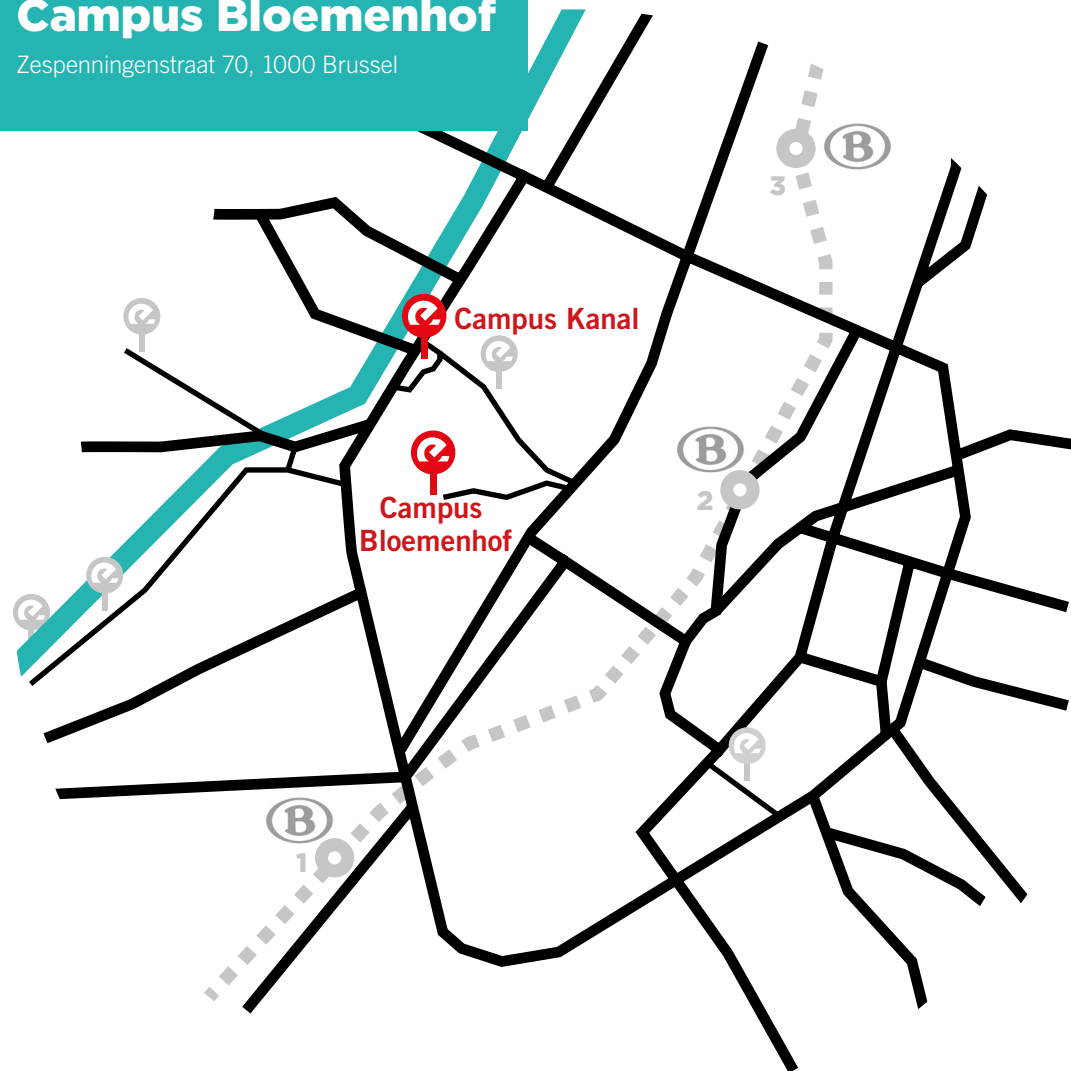 Campus Bloemenhof
Zespenningenstraat 70, 1000 Brussel
B
3
Campus Kanal
B
2
Campus
Bloemenhof
B
1